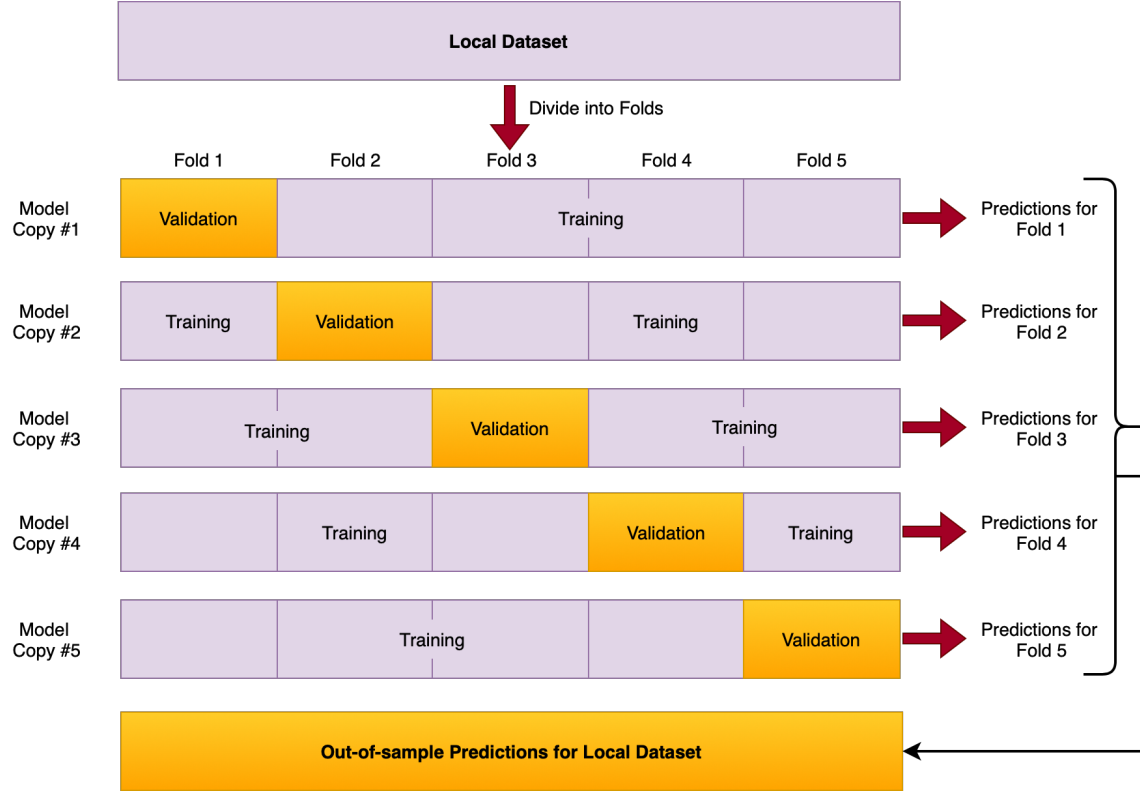 Local Dataset
Divide into Folds
Fold 1 Fold 2 Fold 3 Fold 4 Fold 5
Model
Copy #1
Validation
Training
Predictions for
Fold 1
Model
Copy #2
Training
Validation
Training
Predictions for
Fold 2
Model
Copy #3
Training
Validation
Training
Predictions for
Fold 3
Model
Copy #4
Training
Validation
Training
Predictions for
Fold 4
Model
Copy #5
Training
Validation
Predictions for
Fold 5
Out-of-sample Predictions for Local Dataset